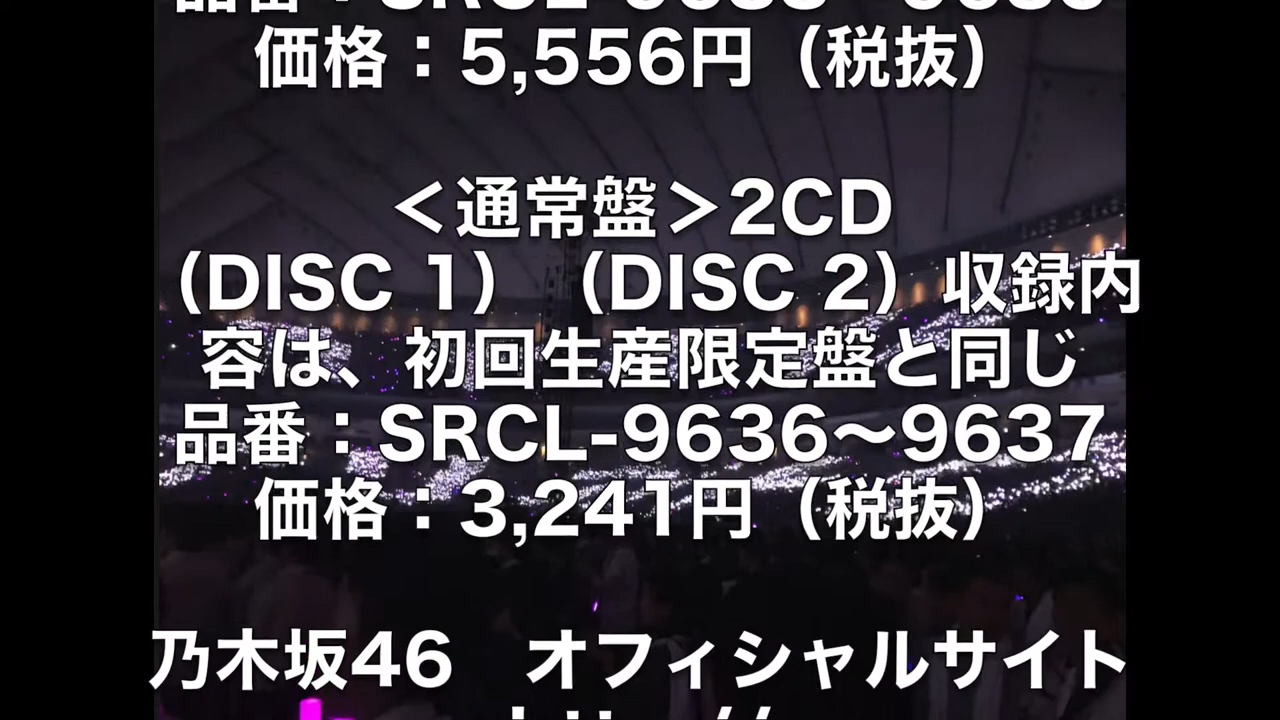 価格：5,556円（税抜）
＜通常盤＞2CD
（DISC 1）（DISC 2）収録内
容は、初回生産限定盤と同じ
品番：SRCL-9636〜9637
価格：3,241円（税抜）
乃木坂46　オフィシャルサイト